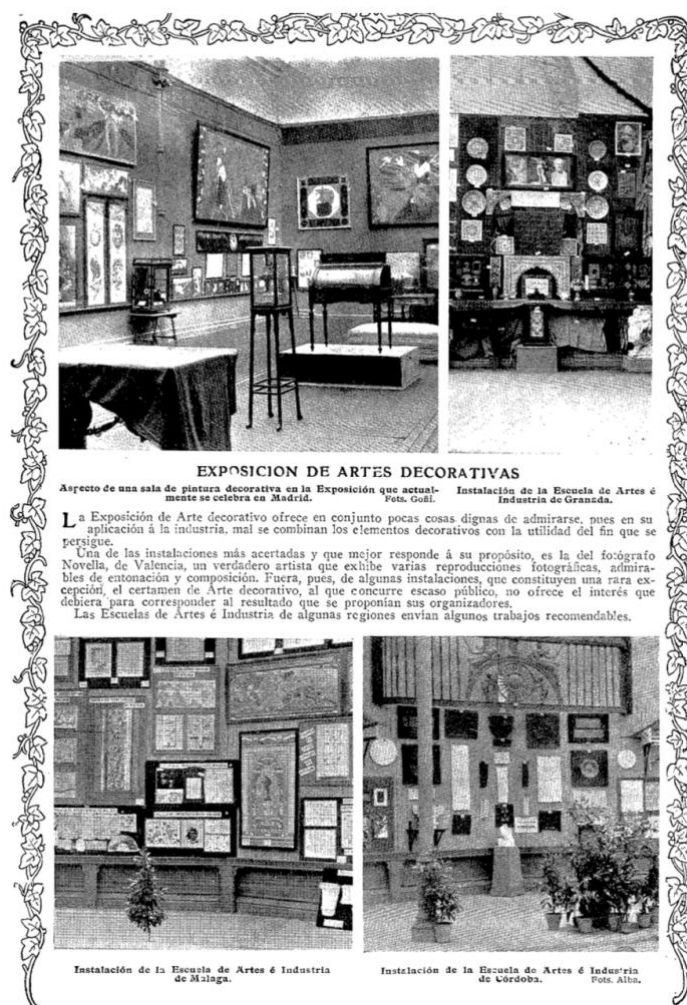 EXPOSICION DE ARTES DECORATIVAS
Aspecto de una sala de pintura decorativa en la Exposición que actual-
mente se celebra en Madrid. Fots. Goñi.
Instalación de la Escuela de Artes é
Industria de Granada.
La Exposición de Arte decorativo ofrece en conjunto pocas cosas dignas de admirarse, pues en su
aplicación á la industria, mal se combinan los elementos decorativos con la utilidad del fin que se
persigue.
Una de las instalaciones más acertadas y que mejor responde á su propósito, es la del fotógrafo
Novella, de Valencia, un verdadero artista que exhibe varias reproducciones fotográficas, admira-
bles de entonación y composición. Fuera, pues, de algunas instalaciones, que constituyen una rara ex-
cepción, el certamen de Arte decorativo, al que concurre escaso público, no ofrece el interés que
debiera para corresponder al resultado que se proponían sus organizadores.
Las Escuelas de Artes é Industria de algunas regiones envían algunos trabajos recomendables.
Instalación de la Escuela de Artes é Industria
de Malaga.
Instalación de la Escuela de Artes é Industria
de Córdoba. Fots. Alba.